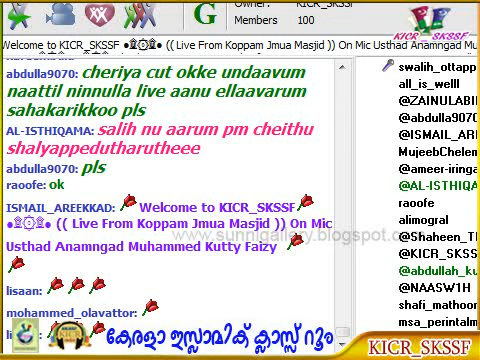 Owner: KICR_SKSSF
Members 100
KICR_SKSSF
Welcome to KICR_SKSSF (( Live From Koppam Jmua Masjid )) On Mic Usthad Anamngad Mu
abdulla9070: cheriya cut okke undaavum
naattil ninnulla live aanu ellaavarum
sahakarikkoo pls
AL-ISTHIQAMA: salih nu aarum pm cheithu
shalyappedutharutheee
abdulla9070: pls
raoofe: ok
ISMAIL_AREEKKAD: Welcome to KICR_SKSSF
(( Live From Koppam Jmua Masjid )) On Mic
Usthad Anamngad Muhammed Kutty Faizy
www.sunnigallery.blogspot.com
lisaan:
mohammed_olavattor:
കേരളാ ഇസ്ലാമിക് ക്ലാസ്സ് റൂം
swalih_ottapp
all_is_welll
@ZAINULABI
@abdulla907
@ISMAIL_ARE
MujeebChelem
@ameer-iringa
@AL-ISTHIQA
raoofe
alimogral
@Shaheen_T
@KICR_SKSS
@abdullah_ku
@NAASW1H
shafi_mathoor
msa_perintalm
KICR_SKSSF